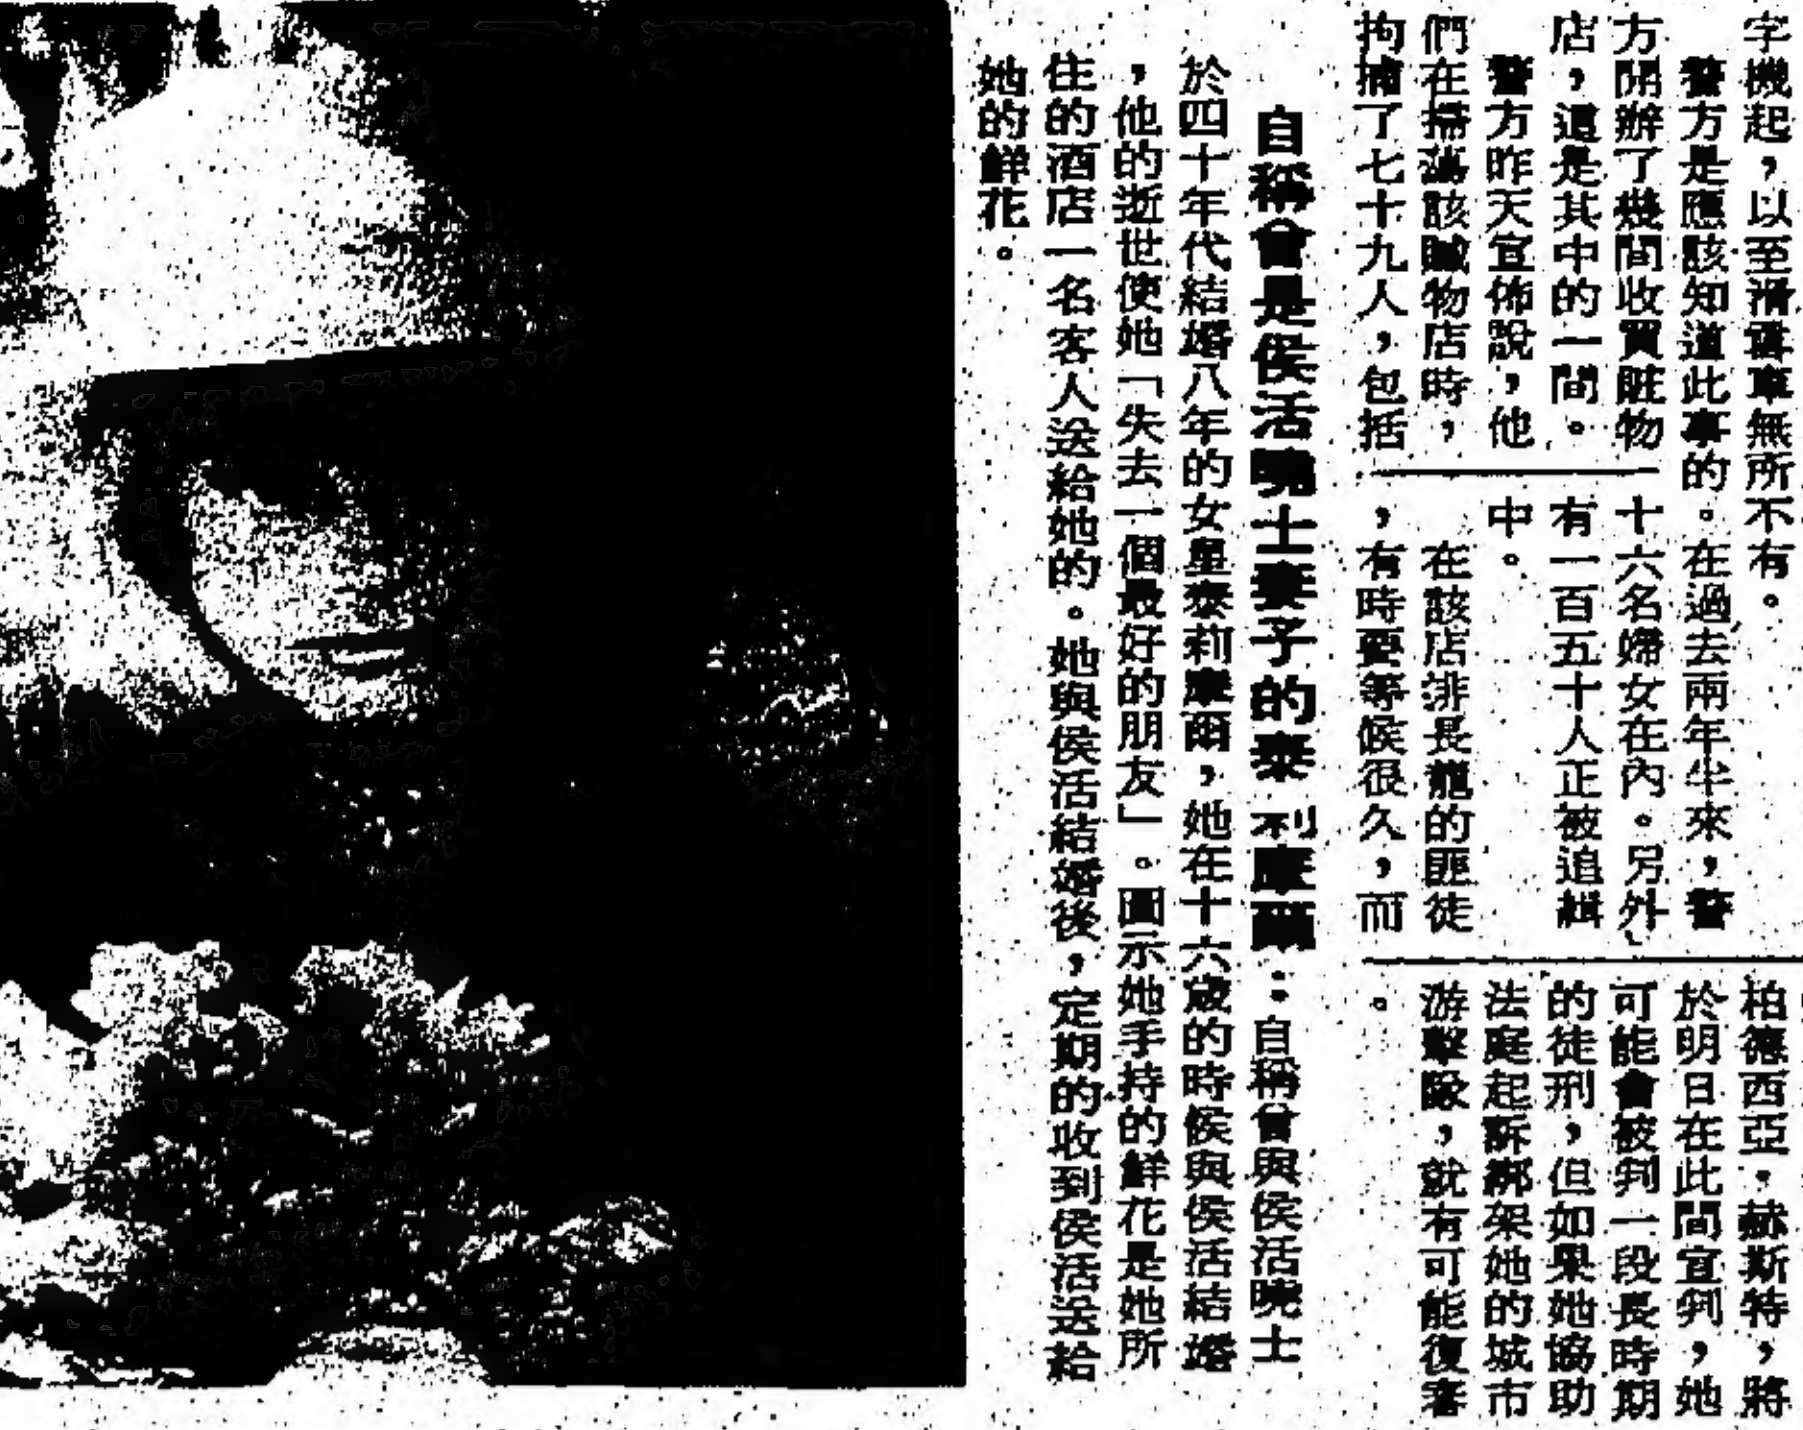 字機起，以至滑雪車無所不有。
警方是應該知道此事的。在過去兩年半來，警
方開辦了幾間收買賍物
店，這是其中的一間。
警方昨天宣佈說，他
們在掃蕩該贓物店時，
拘捕了七十九人，包括
十六名婦女在內。另外
有一百五十人正被追緝
中。
在該店排長龍的匪徒
，有時要等候很久，而
柏德西亞．赫斯特，將
於明日在此間宣判，她
可能會被判一段長時期
的徒刑，但如果她協助
法庭起訴綁架她的城市
游擊隊，就有可能復審
。
自稱會是侯活曉士妻子的泰利摩爾：自稱曾與侯活曉士
於四十年代結婚八年的女星泰莉摩爾，她在十六歲的時候與侯活結婚
，他的逝世使她「失去一個最好的朋友」。圖示她手持的鮮花是她所
住的酒店一名客人送給她的。她與侯活結婚後，定期的收到侯活送給
她的鮮花。